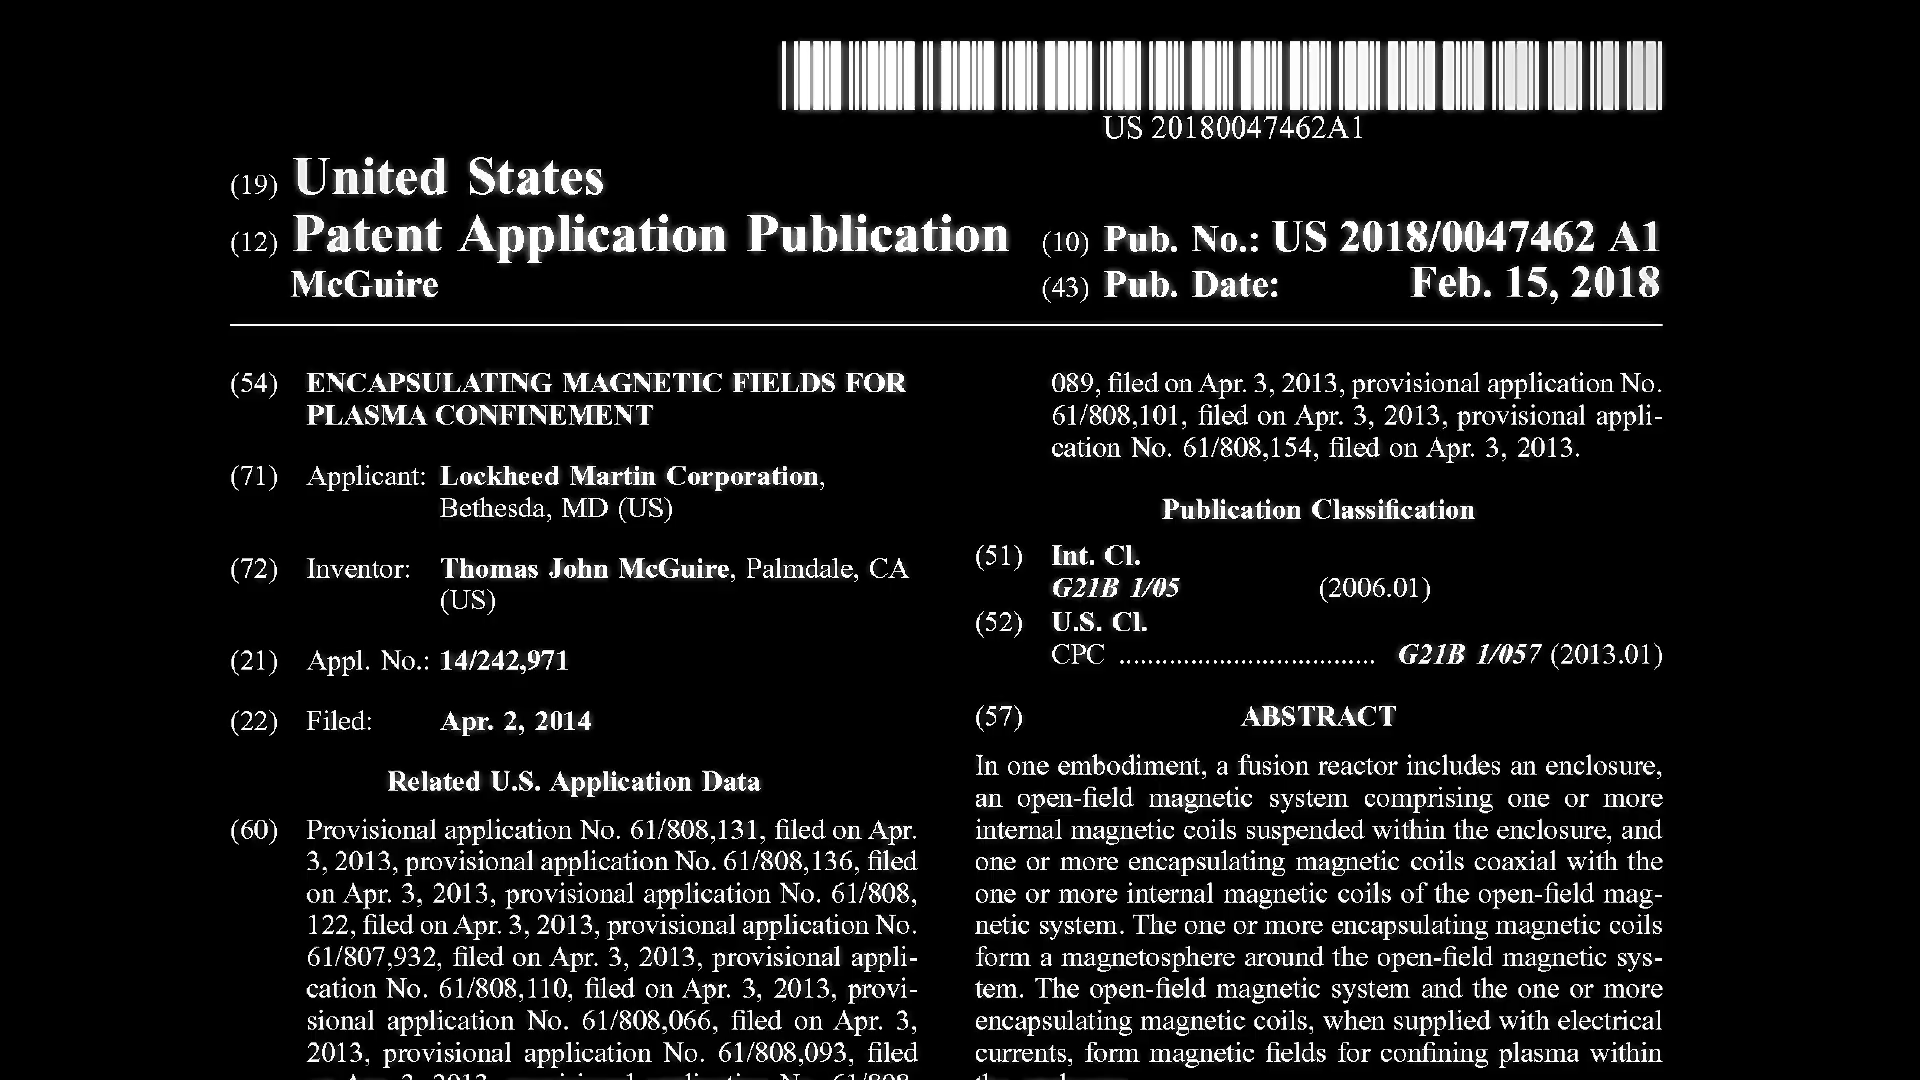 US 20180047462A1
(19) United States
(12) Patent Application Publication
McGuire
(10) Pub. No.: US 2018/0047462 A1
(43) Pub. Date: Feb. 15, 2018
(54) ENCAPSULATING MAGNETIC FIELDS FOR
PLASMA CONFINEMENT
(71) Applicant: Lockheed Martin Corporation,
Bethesda, MD (US)
(72) Inventor: Thomas John McGuire, Palmdale, CA
(US)
(21) Appl. No.: 14/242,971
(22) Filed: Apr. 2, 2014
Related U.S. Application Data
(60) Provisional application No. 61/808,131, filed on Apr.
3, 2013, provisional application No. 61/808,136, filed
on Apr. 3, 2013, provisional application No. 61/808,
122, filed on Apr. 3, 2013, provisional application No.
61/807,932, filed on Apr. 3, 2013, provisional appli-
cation No. 61/808,110, filed on Apr. 3, 2013, provi-
sional application No. 61/808,066, filed on Apr. 3,
2013, provisional application No. 61/808,093, filed
089, filed on Apr. 3, 2013, provisional application No.
61/808,101, filed on Apr. 3, 2013, provisional appli-
cation No. 61/808,154, filed on Apr. 3, 2013.
Publication Classification
(51) Int. Cl.
G21B 1/05 (2006.01)
(52) U.S. Cl.
CPC .................................... G21B 1/057 (2013.01)
(57) ABSTRACT
In one embodiment, a fusion reactor includes an enclosure,
an open-field magnetic system comprising one or more
internal magnetic coils suspended within the enclosure, and
one or more encapsulating magnetic coils coaxial with the
one or more internal magnetic coils of the open-field mag-
netic system. The one or more encapsulating magnetic coils
form a magnetosphere around the open-field magnetic sys-
tem. The open-field magnetic system and the one or more
encapsulating magnetic coils, when supplied with electrical
currents, form magnetic fields for confining plasma within